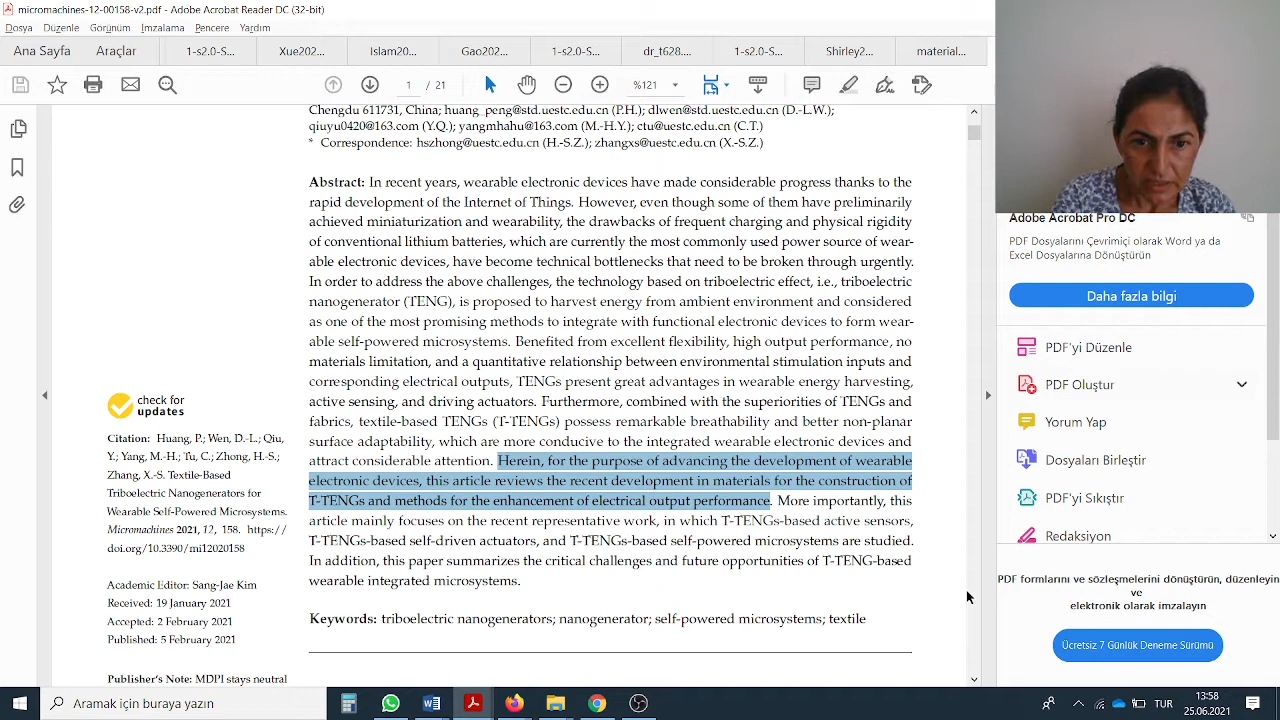 micromachines-12-00158-v2.pdf - Adobe Acrobat Reader DC (32-bit)
Dosya Düzenle Görünüm İmzalama Pencere Yardım
Ana Sayfa Araçlar 1-s2.0-S... Xue202... Islam20... Gao202... 1-s2.0-S... dr_t628... 1-s2.0-S... Shirley2... material...
1 / 21 %121
Chengdu 611731, China; huang_peng@std.uestc.edu.cn (P.H.); dlwen@std.uestc.edu.cn (D.-L.W.);
qiuyu0420@163.com (Y.Q.); yangmhahu@163.com (M.-H.Y.); ctu@uestc.edu.cn (C.T.)
* Correspondence: hszhong@uestc.edu.cn (H.-S.Z.); zhangxs@uestc.edu.cn (X.-S.Z.)
Abstract: In recent years, wearable electronic devices have made considerable progress thanks to the
rapid development of the Internet of Things. However, even though some of them have preliminarily
achieved miniaturization and wearability, the drawbacks of frequent charging and physical rigidity
of conventional lithium batteries, which are currently the most commonly used power source of wear-
able electronic devices, have become technical bottlenecks that need to be broken through urgently.
In order to address the above challenges, the technology based on triboelectric effect, i.e., triboelectric
nanogenerator (TENG), is proposed to harvest energy from ambient environment and considered
as one of the most promising methods to integrate with functional electronic devices to form wear-
able self-powered microsystems. Benefited from excellent flexibility, high output performance, no
materials limitation, and a quantitative relationship between environmental stimulation inputs and
corresponding electrical outputs, TENGs present great advantages in wearable energy harvesting,
active sensing, and driving actuators. Furthermore, combined with the superiorities of TENGs and
fabrics, textile-based TENGs (T-TENGs) possess remarkable breathability and better non-planar
surface adaptability, which are more conducive to the integrated wearable electronic devices and
attract considerable attention. Herein, for the purpose of advancing the development of wearable
electronic devices, this article reviews the recent development in materials for the construction of
T-TENGs and methods for the enhancement of electrical output performance. More importantly, this
article mainly focuses on the recent representative work, in which T-TENGs-based active sensors,
T-TENGs-based self-driven actuators, and T-TENGs-based self-powered microsystems are studied.
In addition, this paper summarizes the critical challenges and future opportunities of T-TENG-based
wearable integrated microsystems.
Keywords: triboelectric nanogenerators; nanogenerator; self-powered microsystems; textile
check for
updates
Citation: Huang, P.; Wen, D.-L.; Qiu,
Y.; Yang, M.-H.; Tu, C.; Zhong, H.-S.;
Zhang, X.-S. Textile-Based
Triboelectric Nanogenerators for
Wearable Self-Powered Microsystems.
Micromachines 2021, 12, 158. https://
doi.org/10.3390/mi12020158
Academic Editor: Sang-Jae Kim
Received: 19 January 2021
Accepted: 2 February 2021
Published: 5 February 2021
Publisher's Note: MDPI stays neutral
Adobe Acrobat Pro DC
PDF Dosyalarını Çevrimiçi olarak Word ya da
Excel Dosyalarına Dönüştürün
Daha fazla bilgi
PDF'yi Düzenle
PDF Oluştur
Yorum Yap
Dosyaları Birleştir
PDF'yi Sıkıştır
Redaksiyon
PDF formlarını ve sözleşmelerini dönüştürün, düzenleyin
ve
elektronik olarak imzalayın
Ücretsiz 7 Günlük Deneme Sürümü
Aramak için buraya yazın
13:58
25.06.2021